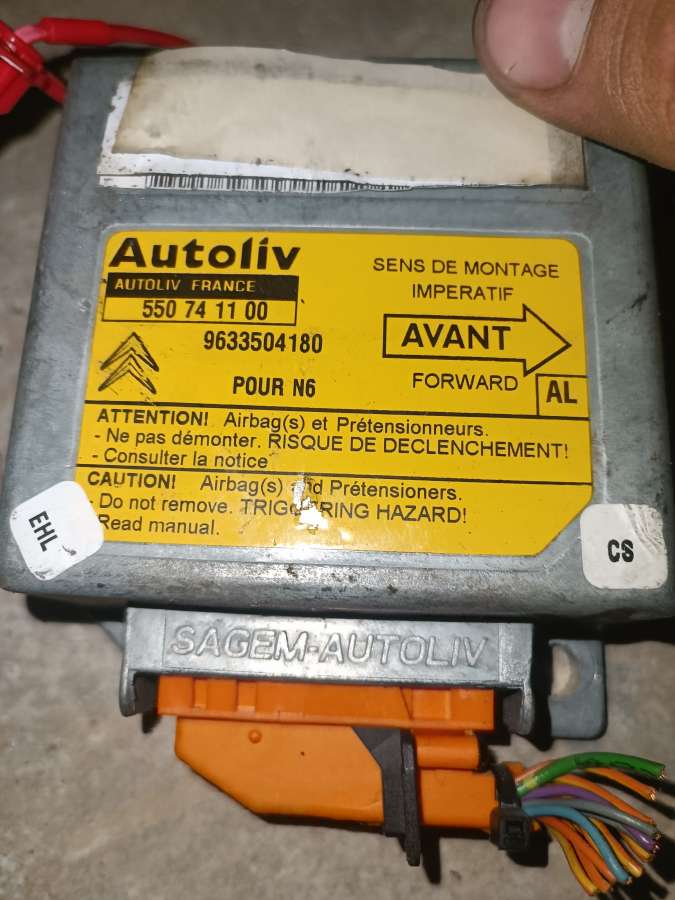 Autoliv
AUTOLIV FRANCE
550 74 11 00
9633504180
POUR N6
SENS DE MONTAGE
IMPERATIF
AVANT
FORWARD
AL
ATTENTION! Airbag(s) et Prétensionneurs.
- Ne pas démonter. RISQUE DE DECLENCHEMENT!
- Consulter la notice
CAUTION! Airbag(s) and Prétensioners.
- Do not remove. HAZARD!
- Read manual.
EHL
CS
SAGEM-AUTOLIV